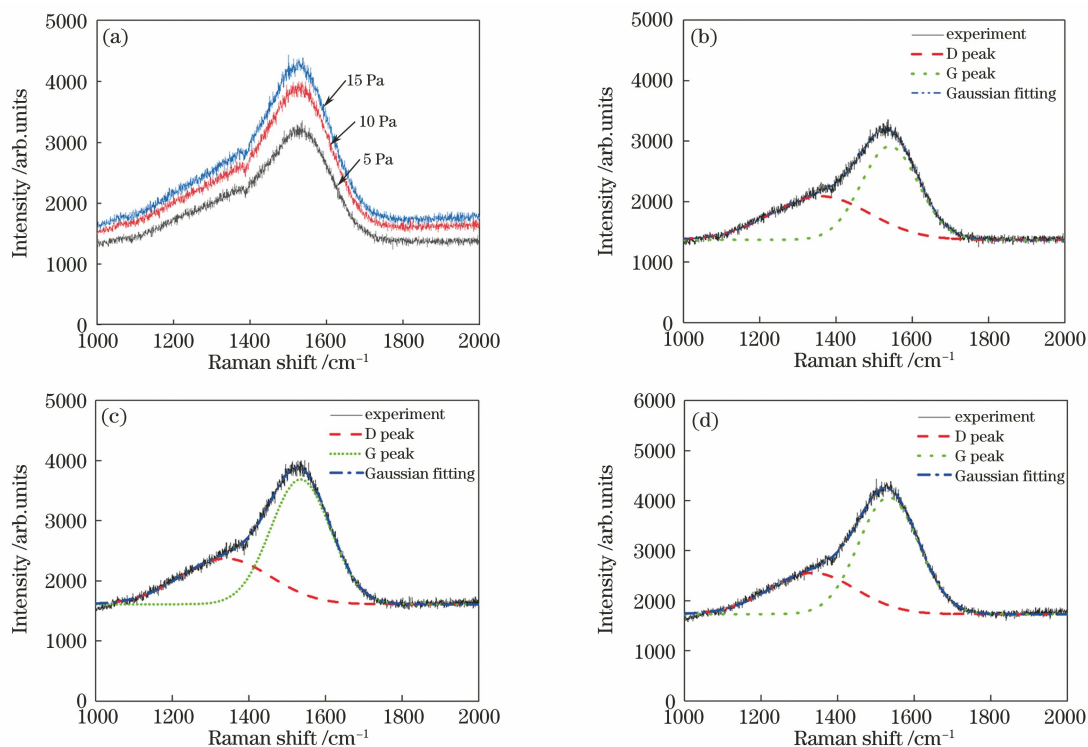 (a)
5000
4000
3000
2000
1000
0
15 Pa
10 Pa
5 Pa
1000 1200 1400 1600 1800 2000
Raman shift /cm⁻¹
Intensity /arb.units
(b)
5000
4000
3000
2000
1000
0
experiment
D peak
G peak
Gaussian fitting
1000 1200 1400 1600 1800 2000
Raman shift /cm⁻¹
Intensity /arb.units
(c)
5000
4000
3000
2000
1000
0
experiment
D peak
G peak
Gaussian fitting
1000 1200 1400 1600 1800 2000
Raman shift /cm⁻¹
Intensity /arb.units
(d)
6000
5000
4000
3000
2000
1000
0
experiment
D peak
G peak
Gaussian fitting
1000 1200 1400 1600 1800 2000
Raman shift /cm⁻¹
Intensity /arb.units